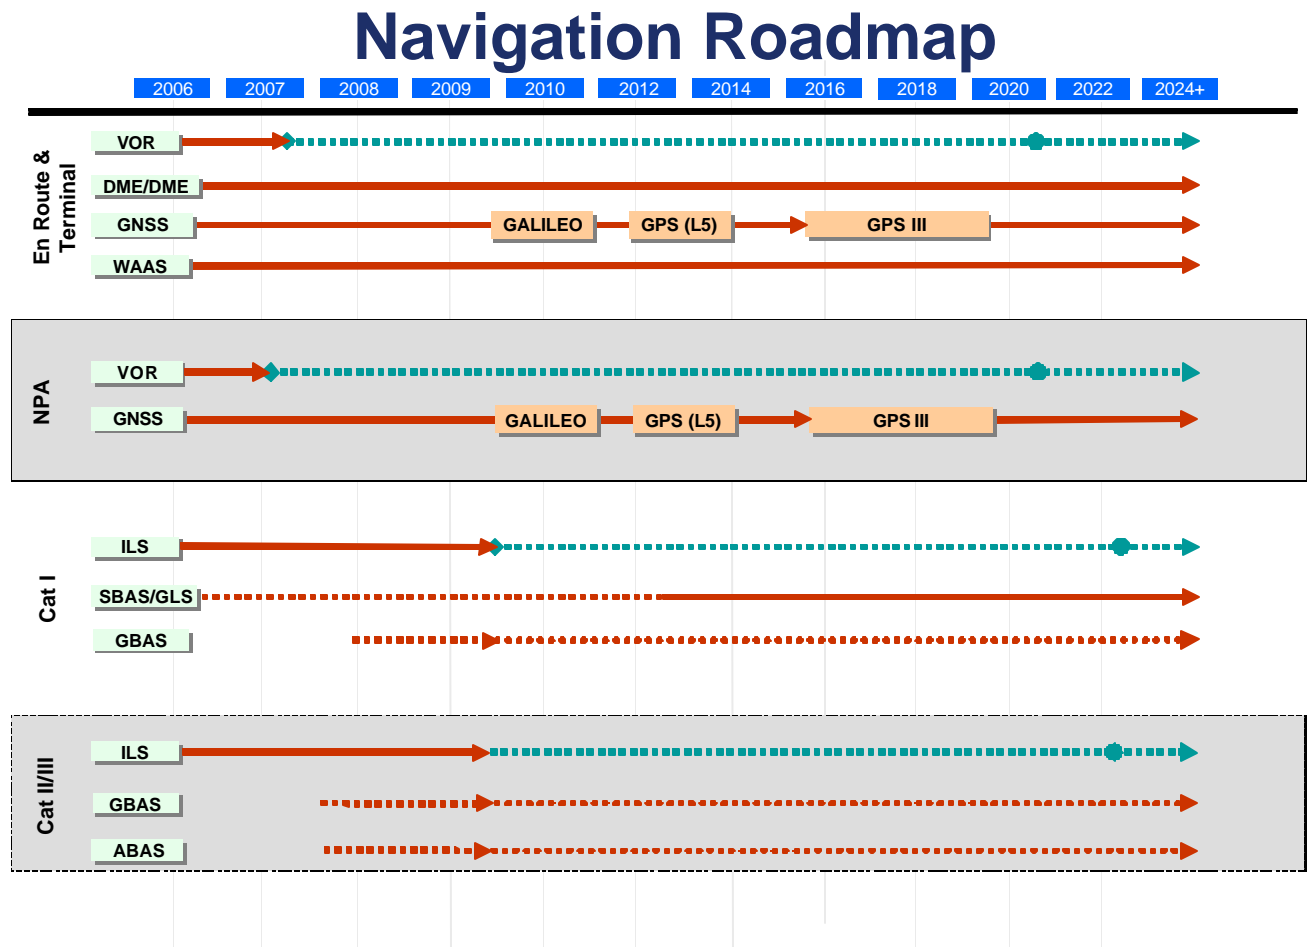 Navigation Roadmap
2006 2007 2008 2009 2010 2012 2014 2016 2018 2020 2022 2024+
En Route &
Terminal
VOR
DME/DME
GNSS GALILEO GPS (L5) GPS III
WAAS
NPA
VOR
GNSS GALILEO GPS (L5) GPS III
Cat I
ILS
SBAS/GLS
GBAS
Cat II/III
ILS
GBAS
ABAS